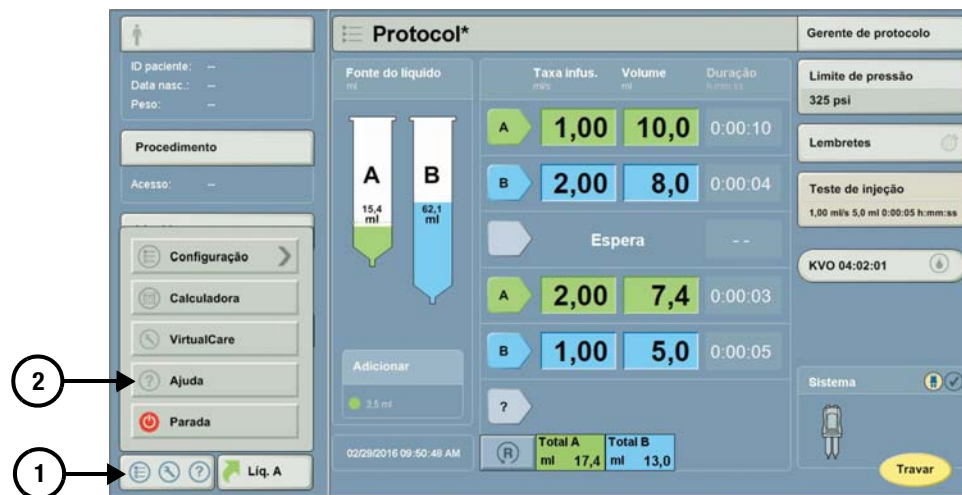 Protocol*
Gerente de protocolo
ID paciente: --
Data nasc.: --
Peso: --
Procedimento
Acesso: --
Configuração
Calculadora
VirtualCare
2
Ajuda
Parada
1
? Líq. A
Fonte do líquido
ml
A
B
15,4
ml
62,1
ml
Adicionar
3,5 ml
02/29/2016 09:50:48 AM
Taxa infus. Volume Duração
ml/s ml h:mm:ss
A 1,00 10,0 0:00:10
B 2,00 8,0 0:00:04
Espera --
A 2,00 7,4 0:00:03
B 1,00 5,0 0:00:05
?
R
Total A
ml 17,4
Total B
ml 13,0
Limite de pressão
325 psi
Lembretes
Teste de injeção
1,00 ml/s 5,0 ml 0:00:05 h:mm:ss
KVO 04:02:01
Sistema
Travar